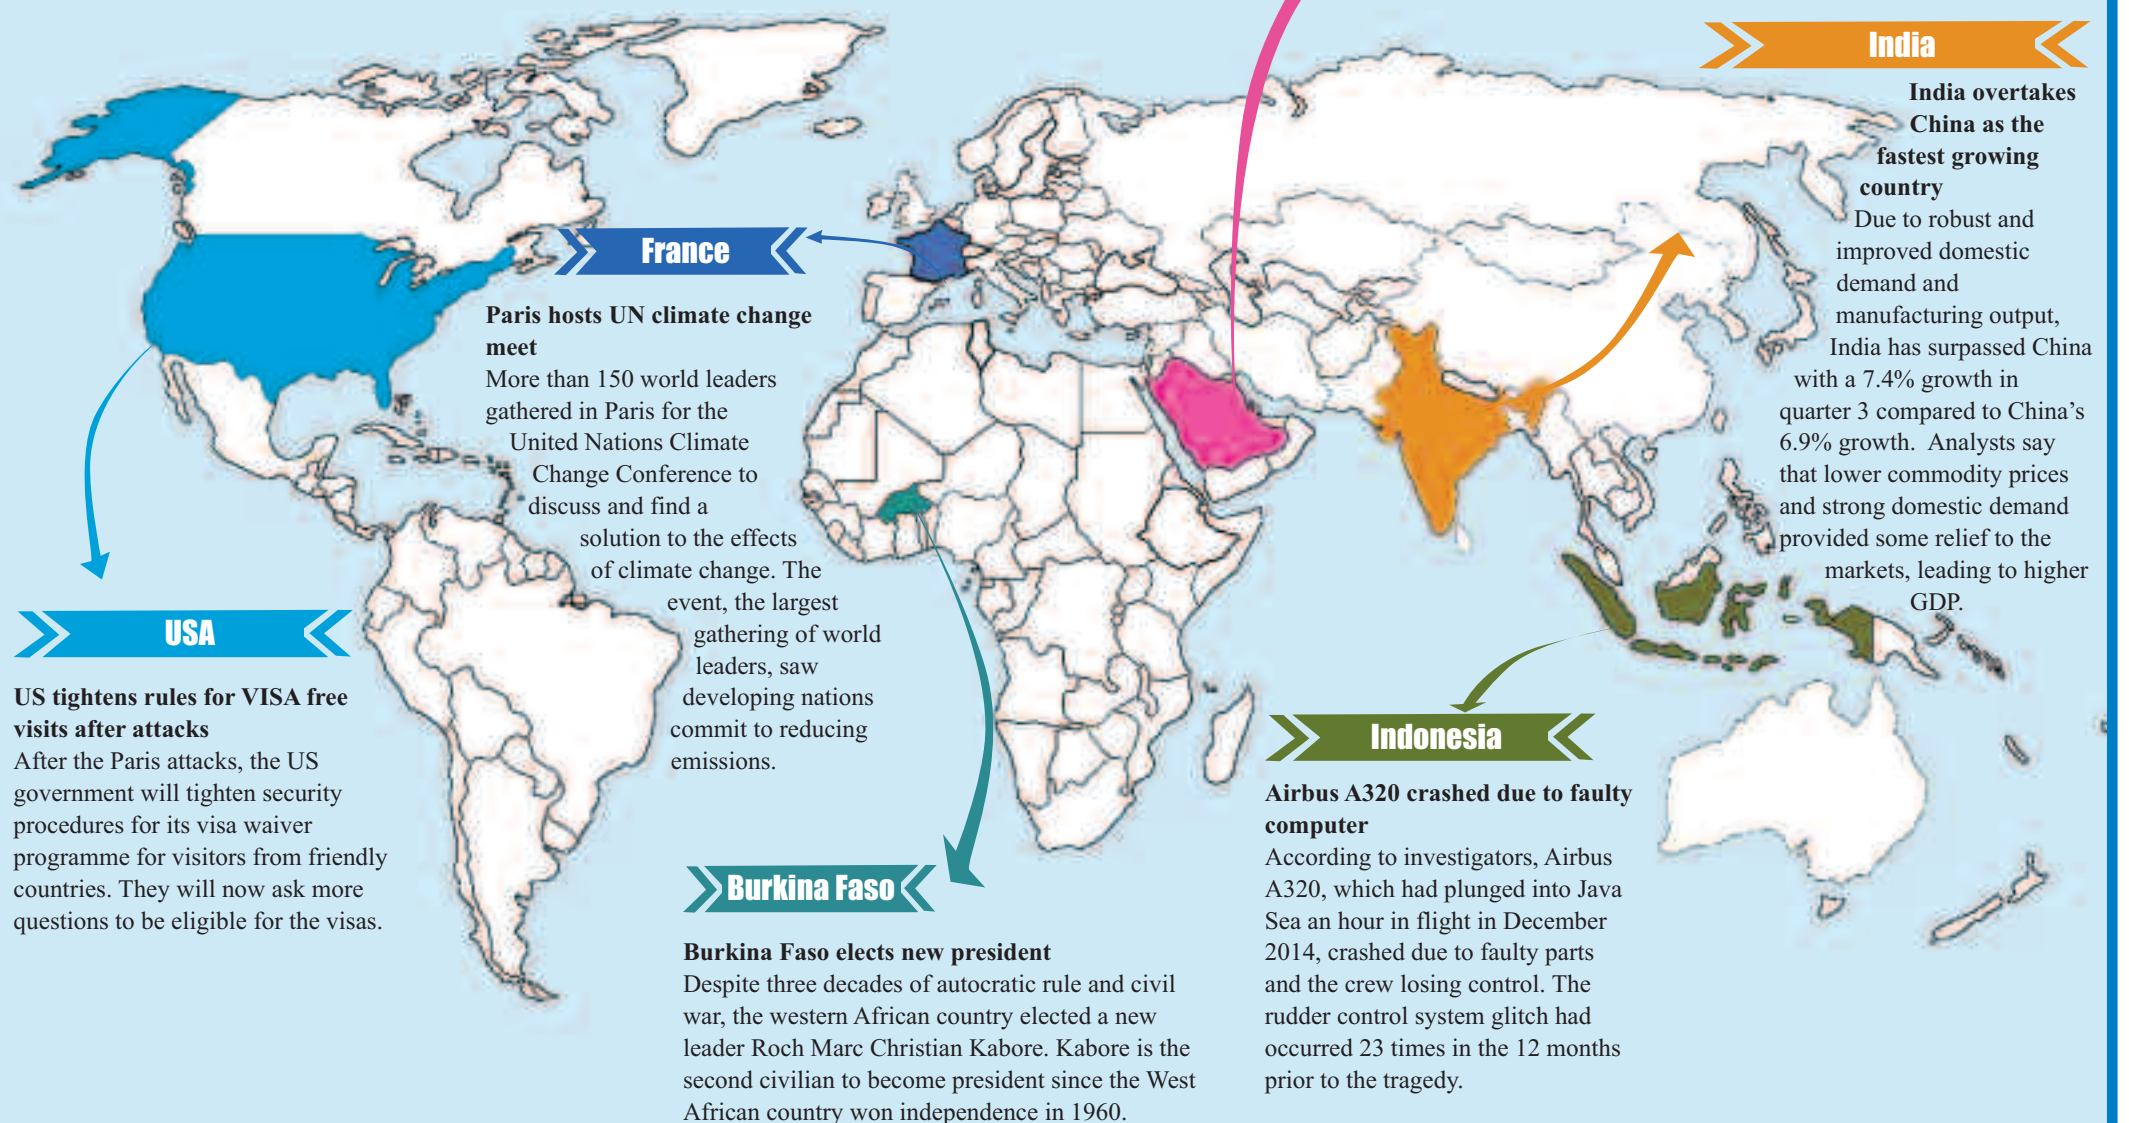 India
India overtakes
China as the
fastest growing
country
Due to robust and
improved domestic
demand and
manufacturing output,
India has surpassed China
with a 7.4% growth in
quarter 3 compared to China’s
6.9% growth.  Analysts say
that lower commodity prices
and strong domestic demand
provided some relief to the
markets, leading to higher
GDP.
France
Paris hosts UN climate change
meet
More than 150 world leaders
gathered in Paris for the
United Nations Climate
Change Conference to
discuss and find a
solution to the effects
of climate change. The
event, the largest
gathering of world
leaders, saw
developing nations
commit to reducing
emissions.
USA
US tightens rules for VISA free
visits after attacks
After the Paris attacks, the US
government will tighten security
procedures for its visa waiver
programme for visitors from friendly
countries. They will now ask more
questions to be eligible for the visas.
Burkina Faso
Burkina Faso elects new president
Despite three decades of autocratic rule and civil
war, the western African country elected a new
leader Roch Marc Christian Kabore. Kabore is the
second civilian to become president since the West
African country won independence in 1960.
Indonesia
Airbus A320 crashed due to faulty
computer
According to investigators, Airbus
A320, which had plunged into Java
Sea an hour in flight in December
2014, crashed due to faulty parts
and the crew losing control. The
rudder control system glitch had
occurred 23 times in the 12 months
prior to the tragedy.